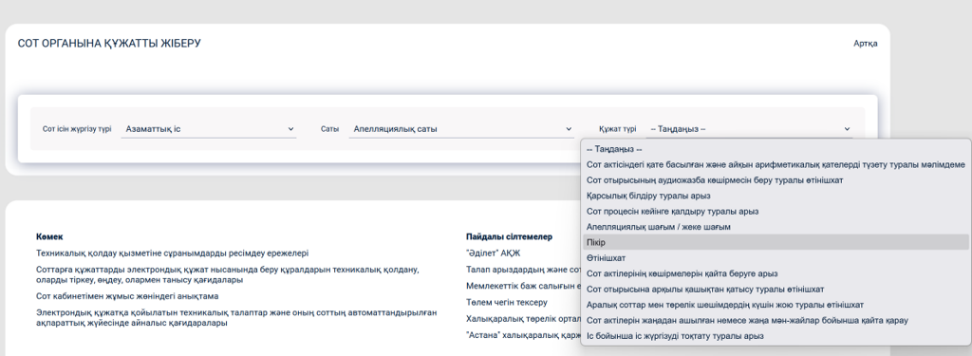 СОТ ОРГАНЫНА ҚҰЖАТТЫ ЖІБЕРУ
Артқа
Сот ісін жүргізу түрі
Азаматтық іс
Саты
Апелляциялық саты
Құжат түрі
-- Таңдаңыз --
-- Таңдаңыз --
Сот актісіндегі қате басылған және айқын арифметикалық қателерді түзету туралы мәлімдеме
Сот отырысының аудиожазба көшірмесін беру туралы өтінішхат
Қарсылық білдіру туралы арыз
Сот процесін кейінге қалдыру туралы арыз
Апелляциялық шағым / жеке шағым
Пікір
Өтінішхат
Сот актілерінің көшірмелерін қайта беруге арыз
Сот отырысына арқылы қашықтан қатысу туралы өтінішхат
Аралық соттар мен төрелік шешімдердің күшін жою туралы өтінішхат
Сот актілерін жаңадан ашылған немесе жаңа мән-жайлар бойынша қайта қарау
Іс бойынша іс жүргізуді тоқтату туралы арыз
Көмек
Техникалық қолдау қызметіне сұранымдарды ресімдеу ережелері
Соттарға құжаттарды электрондық құжат нысанында беру құралдарын техникалық қолдану,
оларды тіркеу, өңдеу, олармен танысу қағидалары
Сот кабинетімен жұмыс жөніндегі анықтама
Электрондық құжатқа қойылатын техникалық талаптар және оның соттың автоматтандырылған
ақпараттық жүйесінде айналыс қағидалары
Пайдалы сілтемелер
"Әділет" АҚЖ
Талап арыздардың және сот
Мемлекеттік баж салығын е
Төлем чегін тексеру
Халықаралық төрелік орта
"Астана" халықаралық қарж